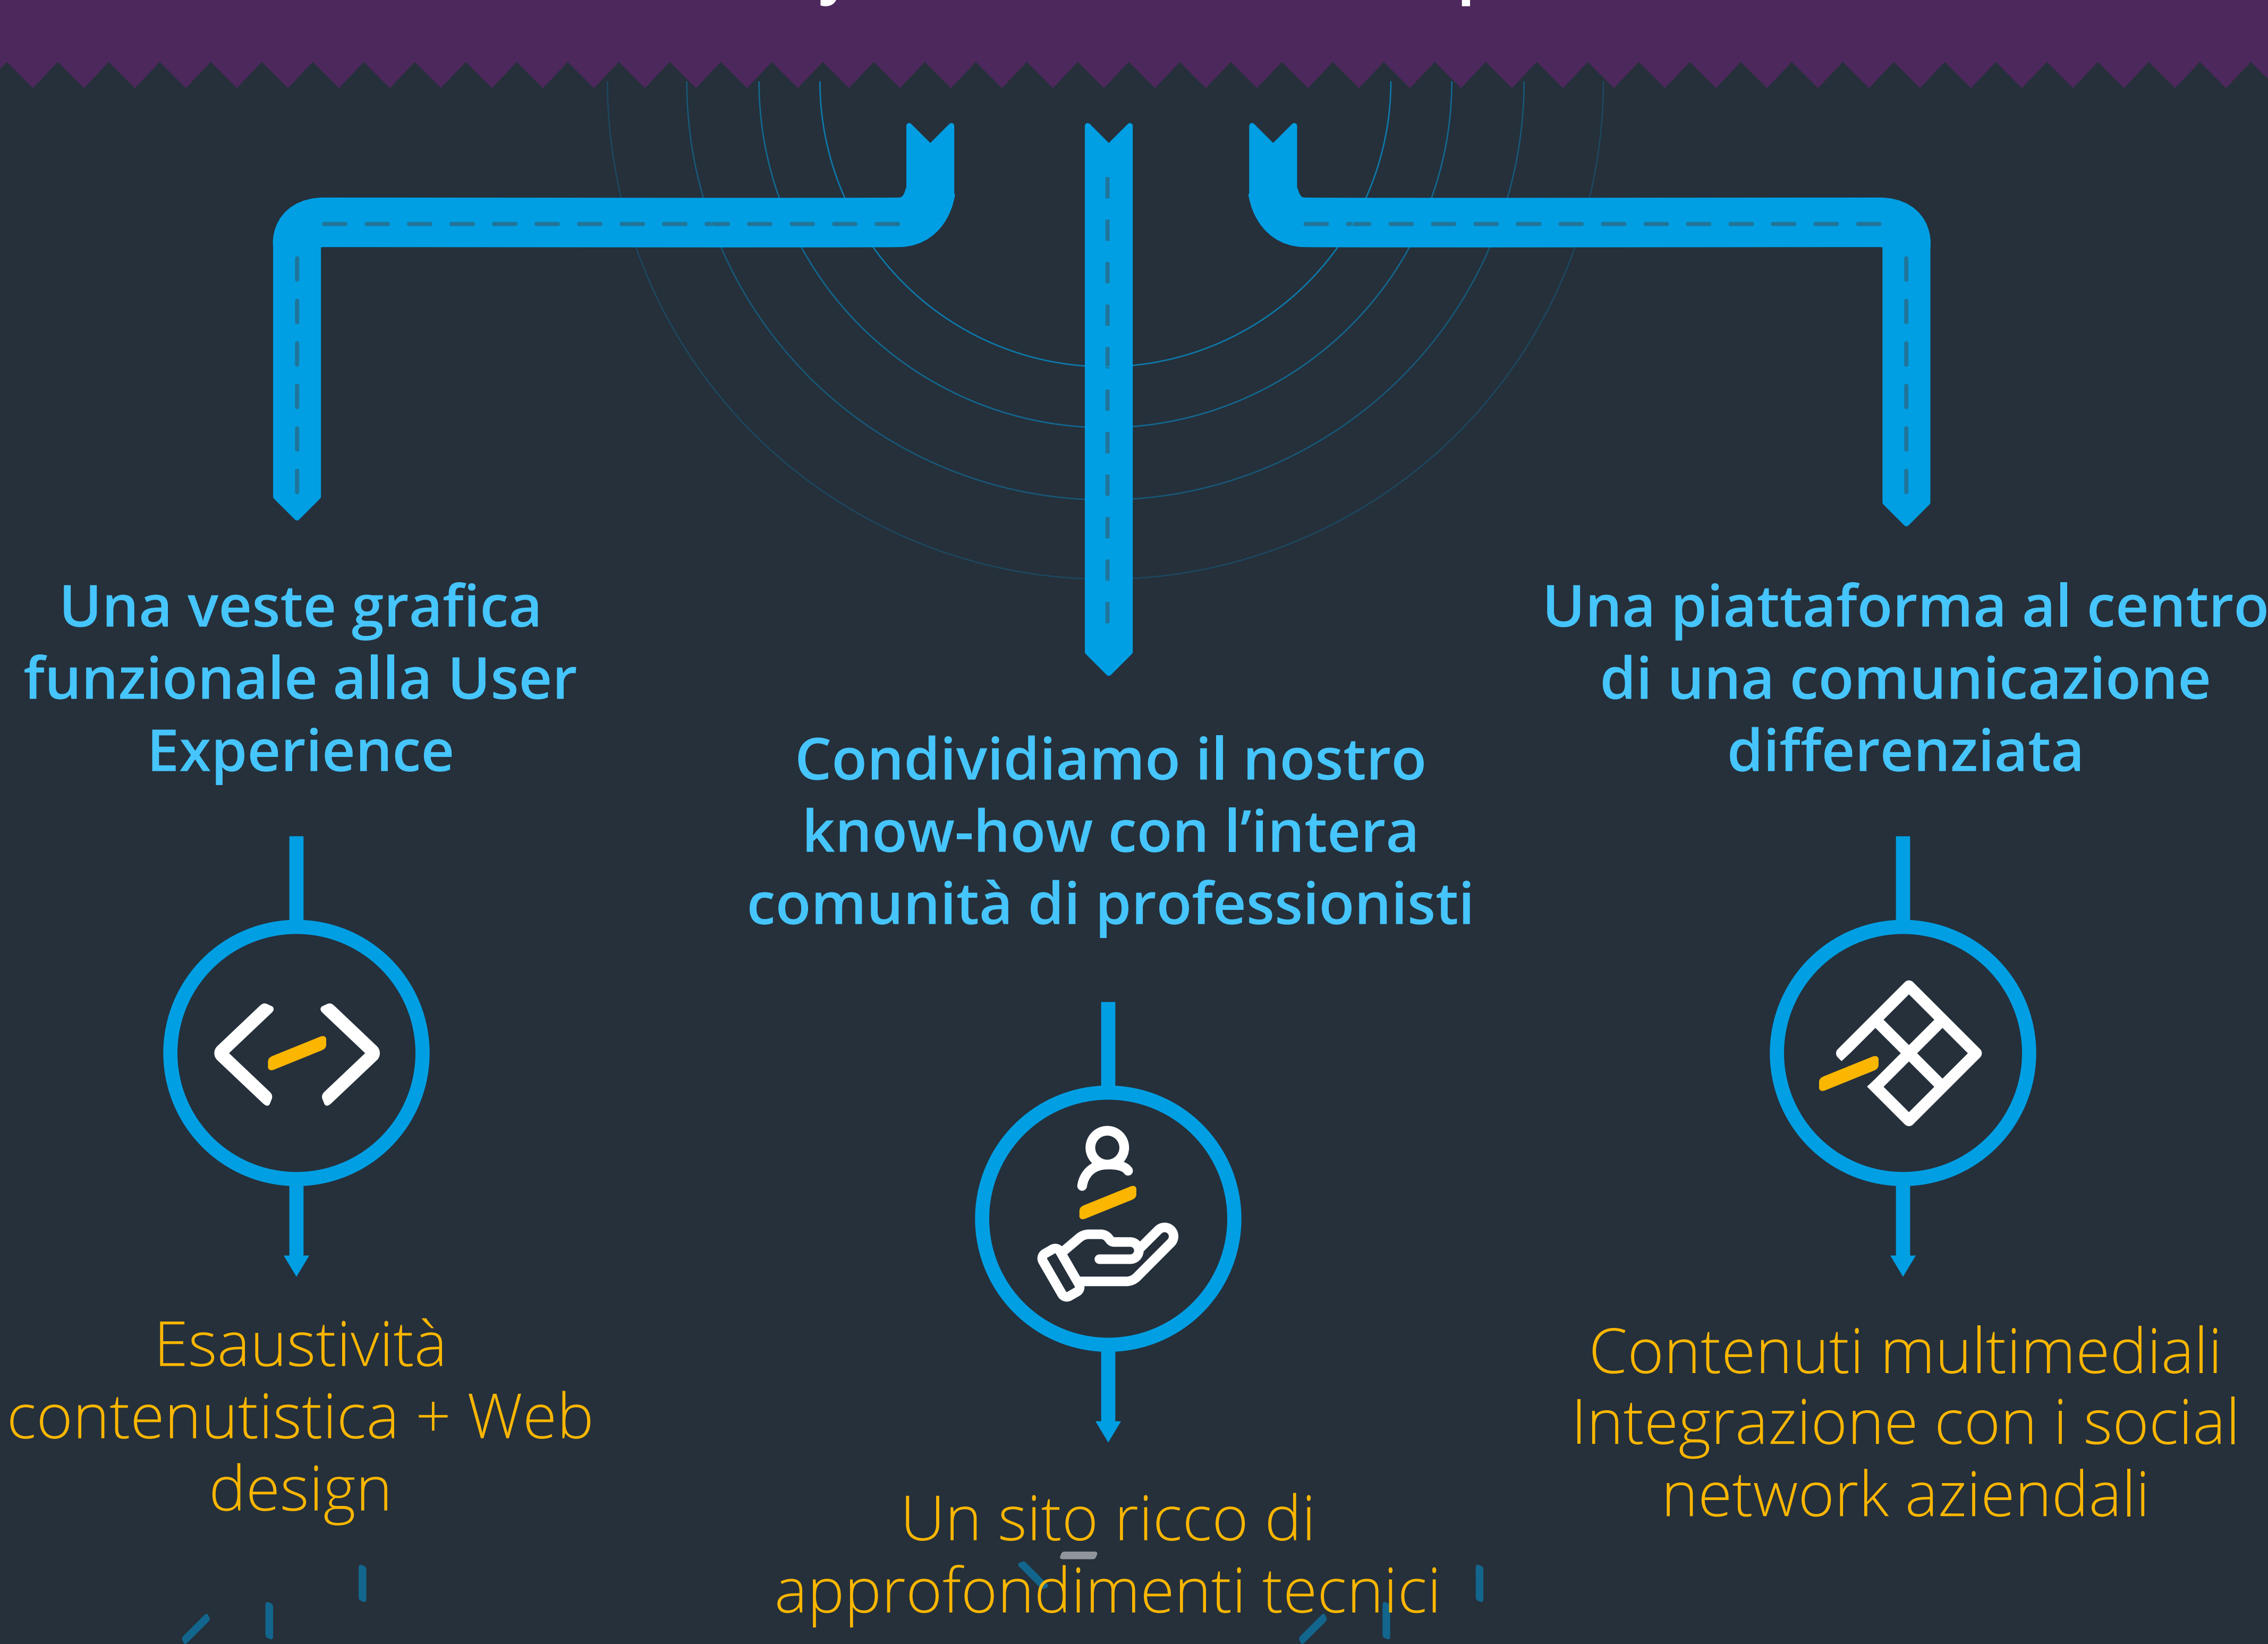 Una veste grafica
funzionale alla User
Experience
Condividiamo il nostro
know-how con l’intera
comunità di professionisti
Una piattaforma al centro
di una comunicazione
differenziata
Esaustività
contenutistica + Web
design
Un sito ricco di
approfondimenti tecnici
Contenuti multimediali
Integrazione con i social
network aziendali